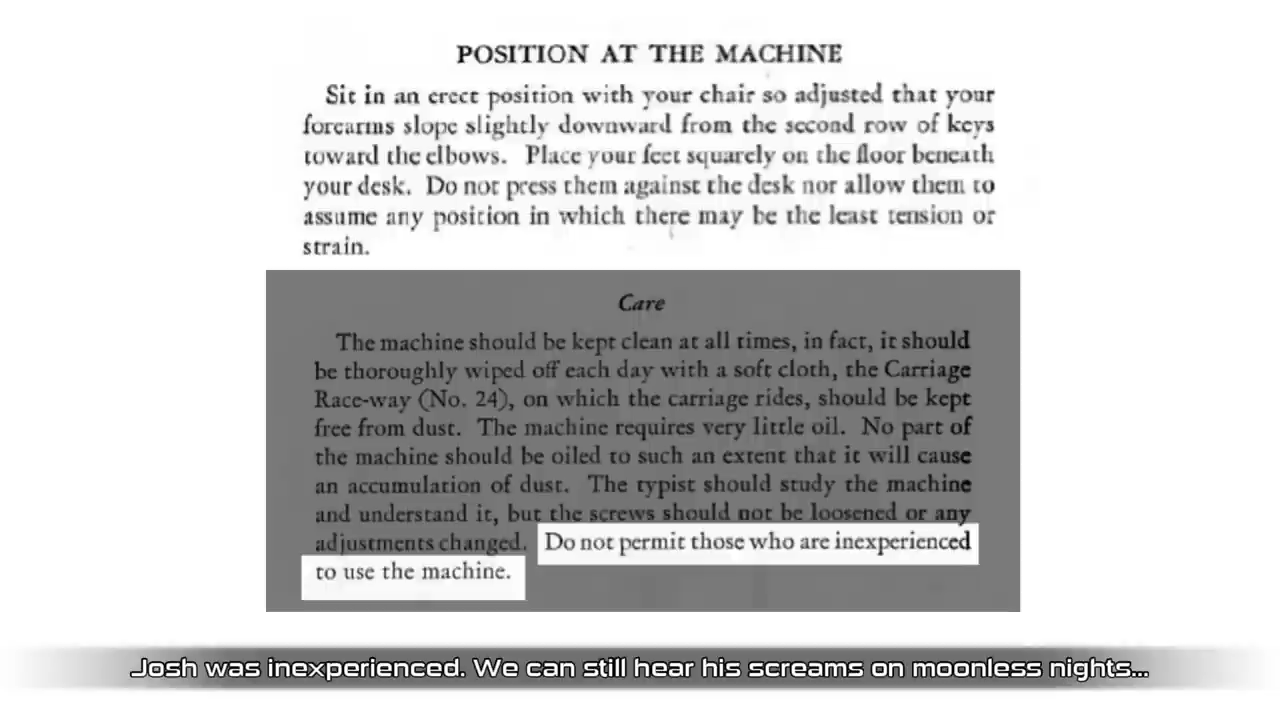 POSITION AT THE MACHINE
Sit in an erect position with your chair so adjusted that your
forearms slope slightly downward from the second row of keys
toward the elbows. Place your feet squarely on the floor beneath
your desk. Do not press them against the desk nor allow them to
assume any position in which there may be the least tension or
strain.
Care
The machine should be kept clean at all times, in fact, it should
be thoroughly wiped off each day with a soft cloth, the Carriage
Race-way (No. 24), on which the carriage rides, should be kept
free from dust. The machine requires very little oil. No part of
the machine should be oiled to such an extent that it will cause
an accumulation of dust. The typist should study the machine
and understand it, but the screws should not be loosened or any
adjustments changed. Do not permit those who are inexperienced
to use the machine.
Josh was inexperienced. We can still hear his screams on moonless nights...